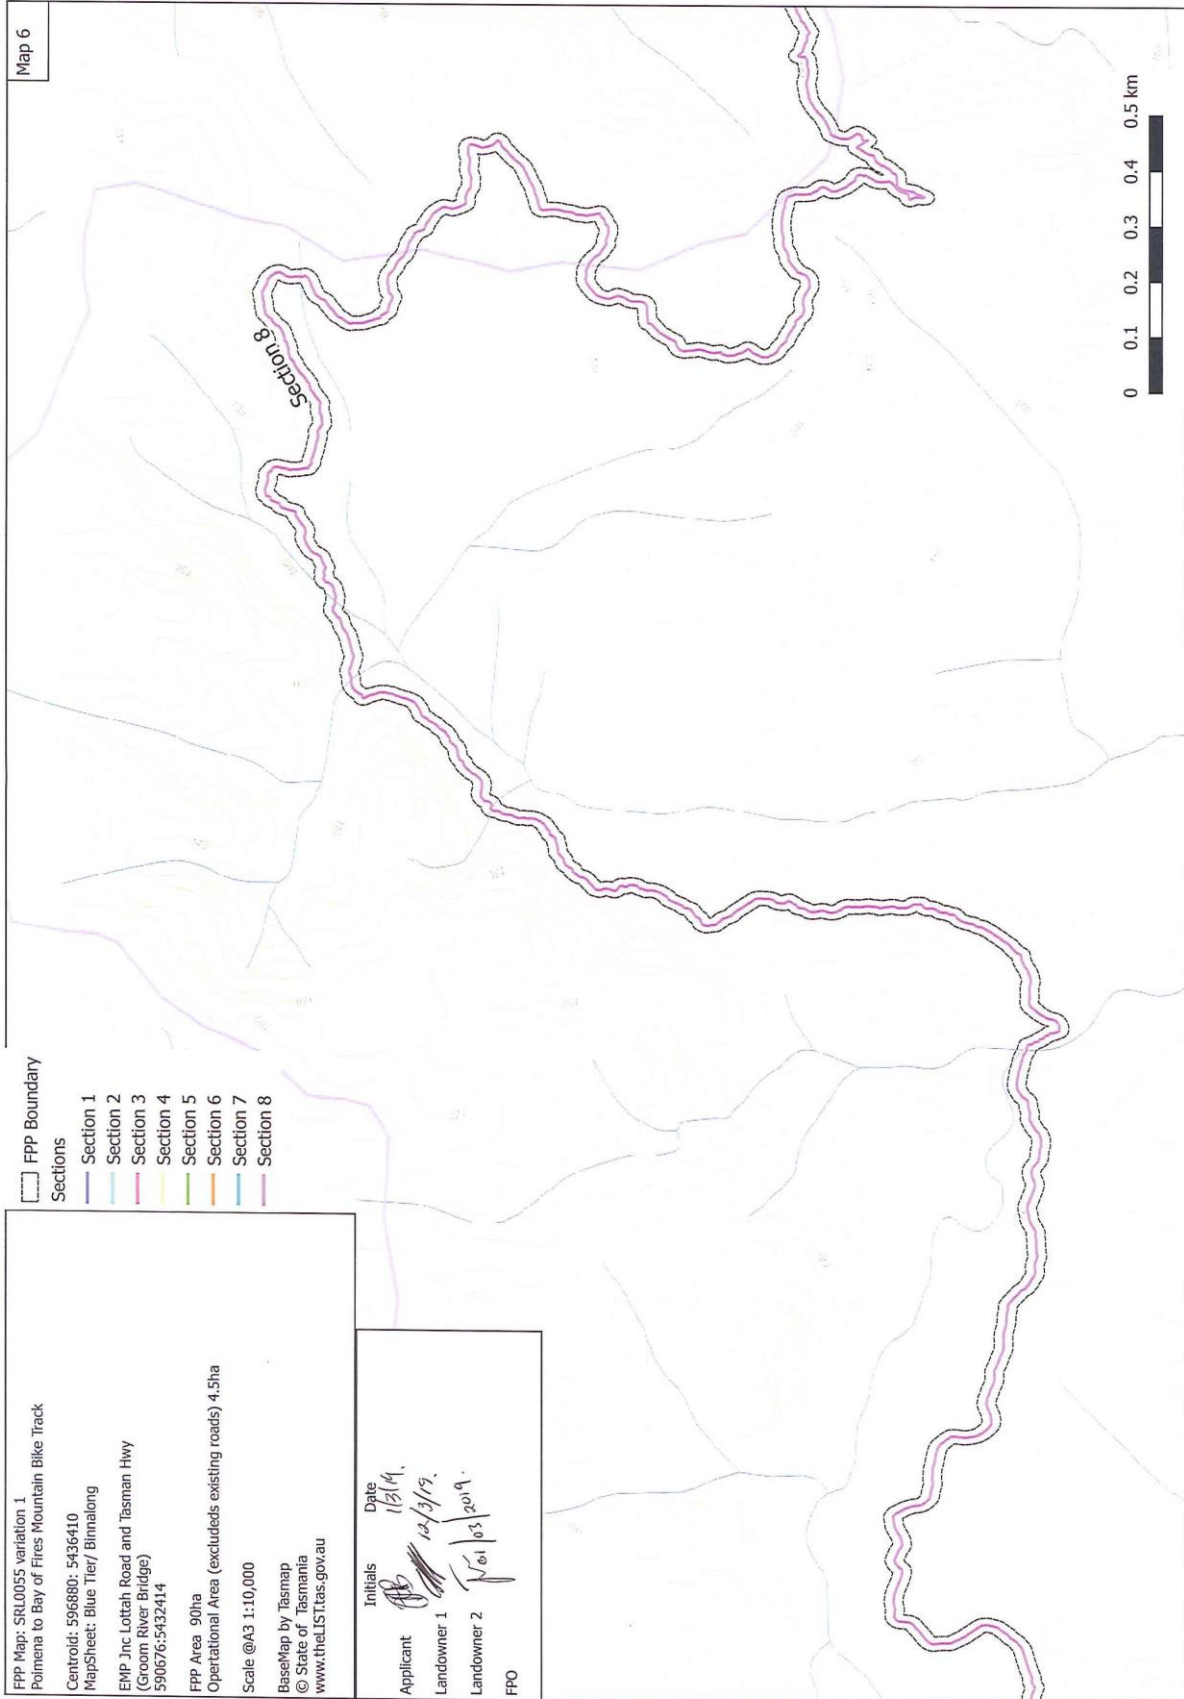 Map 6
FPP Map: SRL0055 variation 1
Poimena to Bay of Fires Mountain Bike Track
Centroid: 596880: 5436410
MapSheet: Blue Tier/ Binnalong
EMP Jnc Lottah Road and Tasman Hwy
(Groom River Bridge)
590676:5432414
FPP Area 90ha
Opertational Area (excludeds existing roads) 4.5ha
Scale @A3 1:10,000
BaseMap by Tasmap
© State of Tasmania
www.theLIST.tas.gov.au
Initials Date
Applicant 1/3/19.
Landowner 1 12/3/19.
Landowner 2 01/03/2019.
FPO
FPP Boundary
Sections
Section 1
Section 2
Section 3
Section 4
Section 5
Section 6
Section 7
Section 8
Section 8
0 0.1 0.2 0.3 0.4 0.5 km